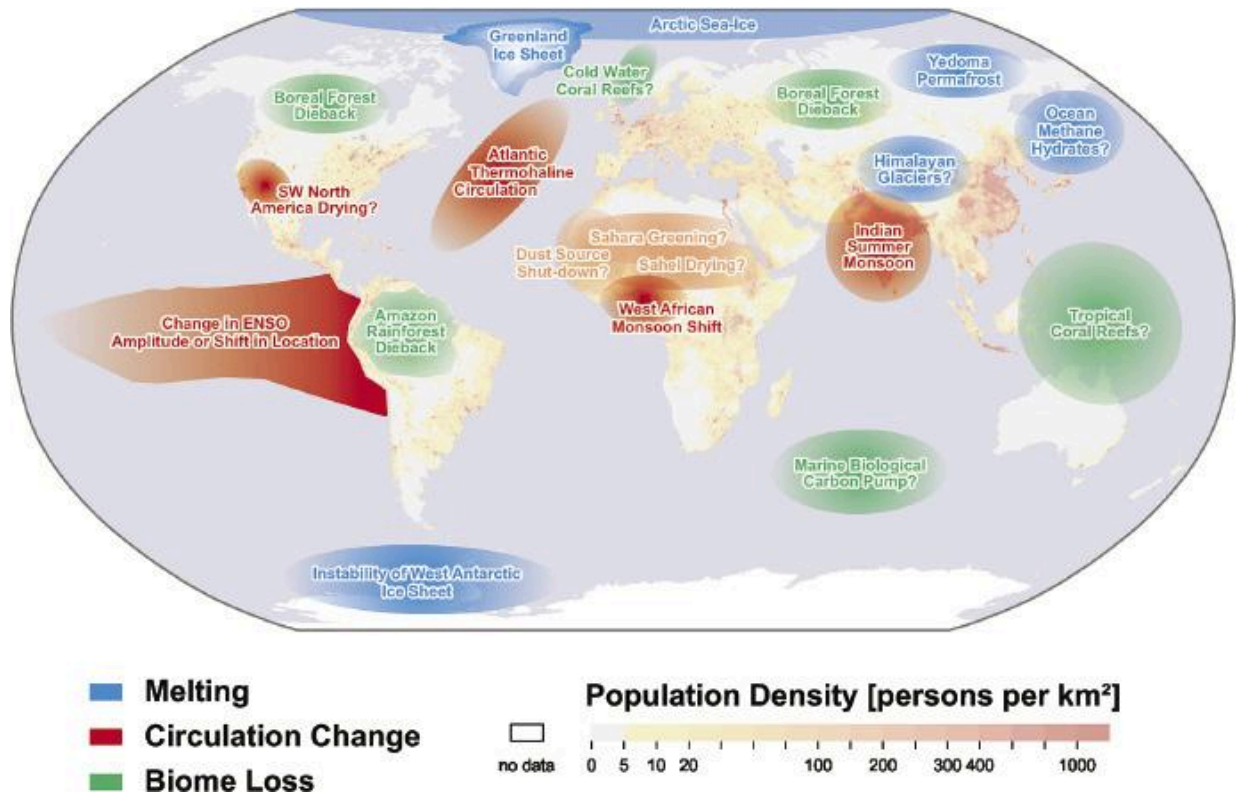 Arctic Sea-Ice
Greenland
Ice Sheet
Cold Water
Coral Reefs?
Yedoma
Permafrost
Boreal Forest
Dieback
Boreal Forest
Dieback
Ocean
Methane
Hydrates?
Atlantic
Thermohaline
Circulation
Himalayan
Glaciers?
SW North
America Drying?
Sahara Greening?
Dust Source
Shut-down?
Sahel Drying?
Indian
Summer
Monsoon
West African
Monsoon Shift
Change in ENSO
Amplitude or Shift in Location
Amazon
Rainforest
Dieback
Tropical
Coral Reefs?
Marine Biological
Carbon Pump?
Instability of West Antarctic
Ice Sheet
Melting
Circulation Change
Biome Loss
no data
Population Density [persons per km²]
0 5 10 20 100 200 300 400 1000